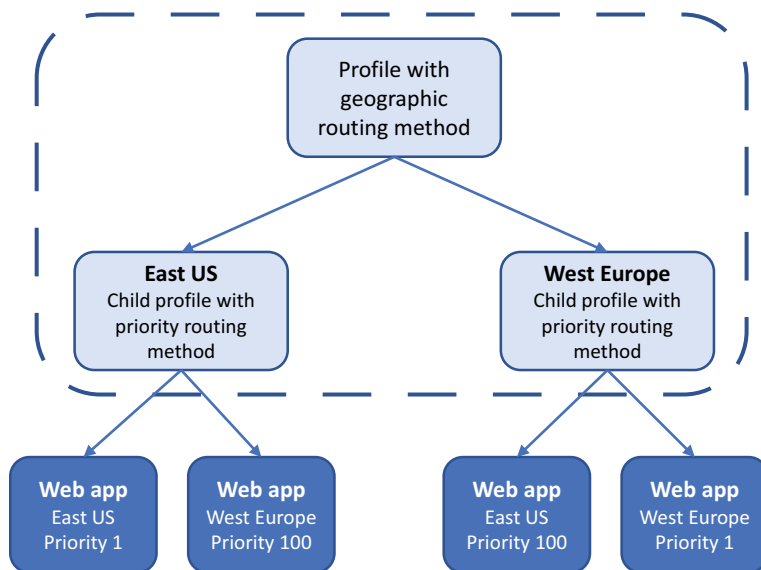 Profile with
geographic
routing method
East US
Child profile with
priority routing
method
West Europe
Child profile with
priority routing
method
Web app
East US
Priority 1
Web app
West Europe
Priority 100
Web app
East US
Priority 100
Web app
West Europe
Priority 1